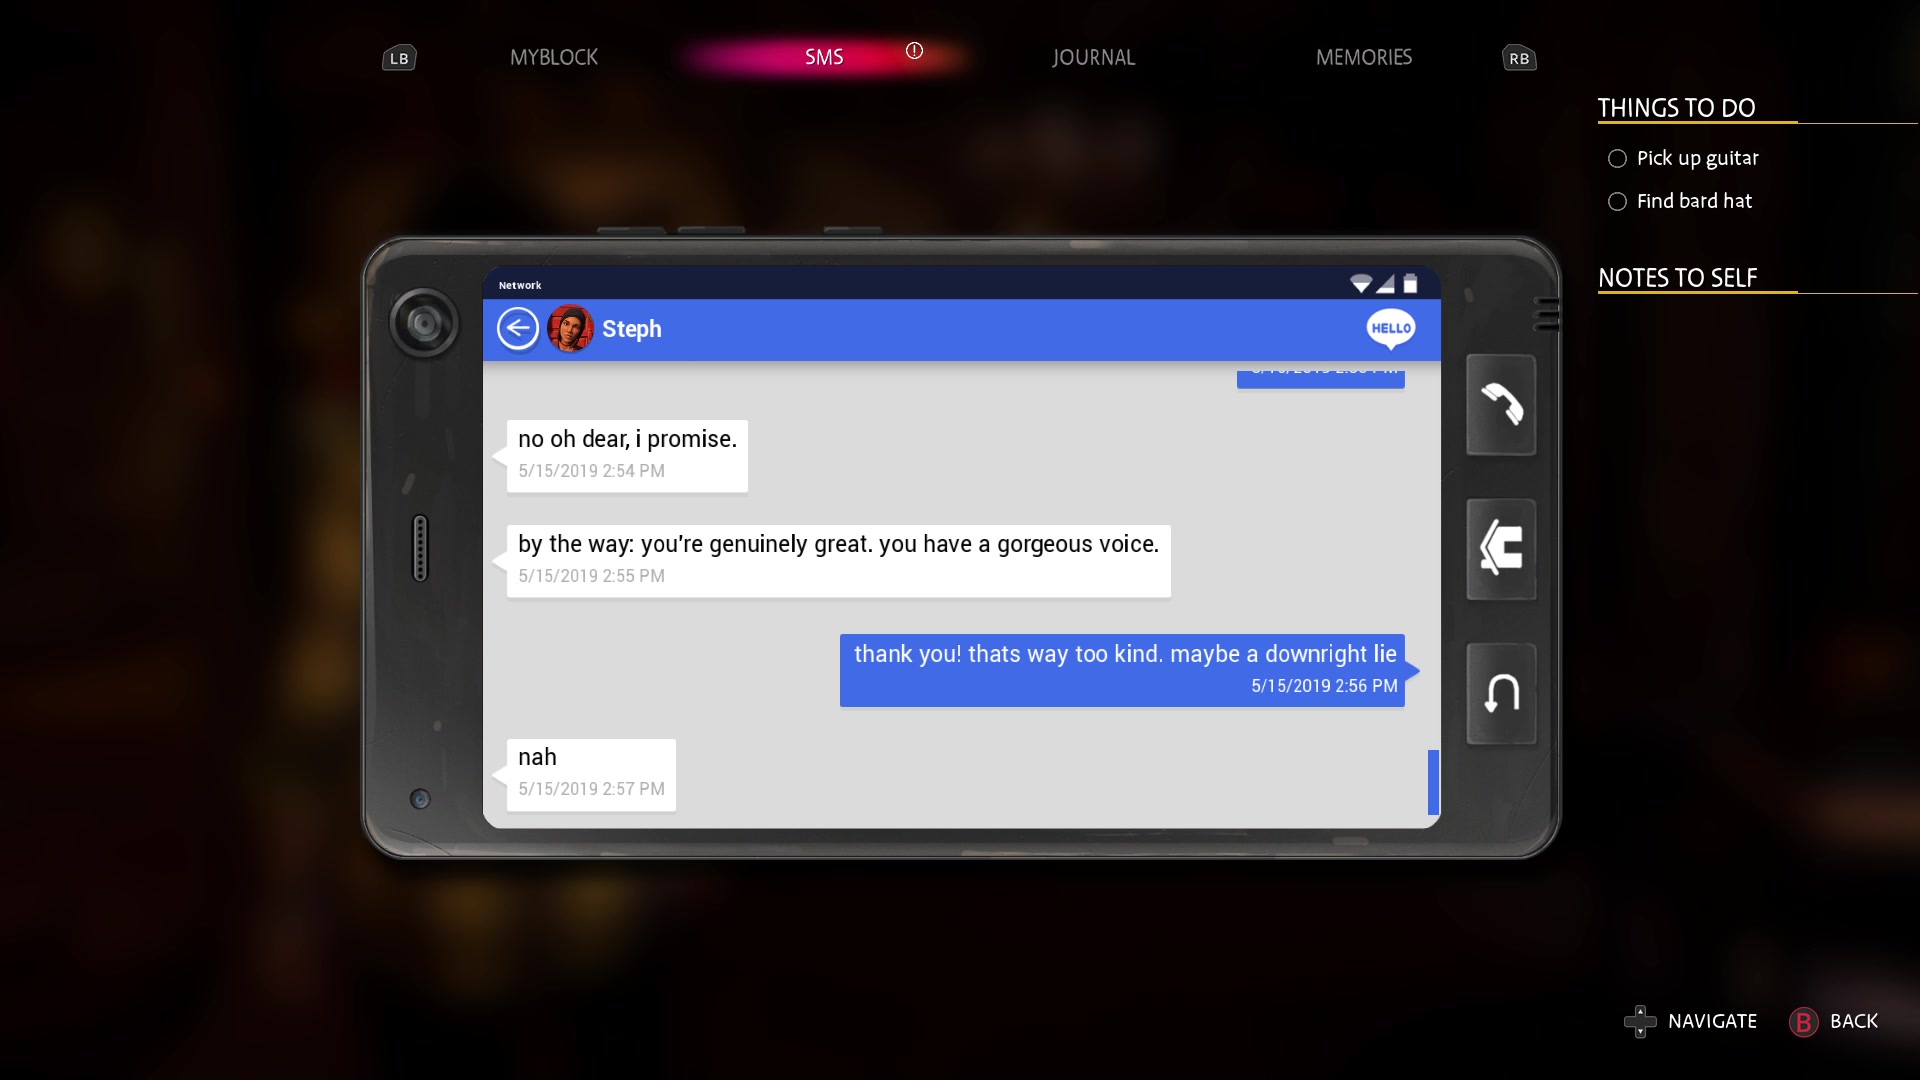 LB
MYBLOCK
SMS
JOURNAL
MEMORIES
RB
THINGS TO DO
Pick up guitar
Find bard hat
NOTES TO SELF
Network
Steph
HELLO
no oh dear, i promise.
5/15/2019 2:54 PM
by the way: you're genuinely great. you have a gorgeous voice.
5/15/2019 2:55 PM
thank you! thats way too kind. maybe a downright lie
5/15/2019 2:56 PM
nah
5/15/2019 2:57 PM
NAVIGATE
B BACK